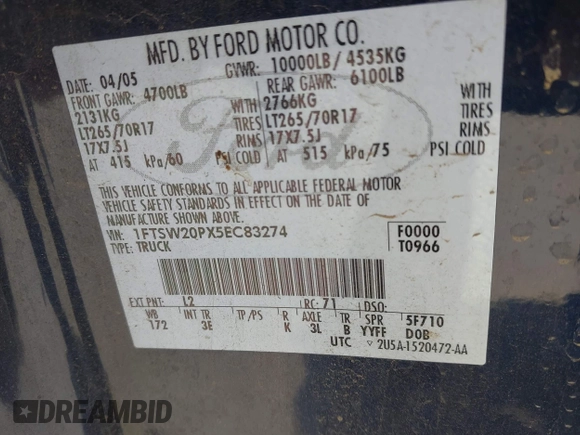 MFD. BY FORD MOTOR CO.
DATE: 04/05 GVWR: 10000LB/ 4535KG
FRONT GAWR: 4700LB REAR GAWR: 6100LB
2131KG WITH 2766KG WITH
LT265/70R17 TIRES LT265/70R17 TIRES
17X7.5J RIMS 17X7.5J RIMS
AT 415 kPa/60 PSI COLD AT 515 kPa/75 PSI COLD
Ford
THIS VEHICLE CONFORMS TO ALL APPLICABLE FEDERAL MOTOR
VEHICLE SAFETY STANDARDS IN EFFECT ON THE DATE OF
MANUFACTURE SHOWN ABOVE.
VIN: 1FTSW20PX5EC83274 F0000
TYPE: TRUCK T0966
EXT PNT: L2 RC: 71 DSO:
WB INT TR TP/PS R AXLE TR SPR 5F710
172 3E K 3L B YYFF DOB
UTC ▽ 2U5A-1520472-AA
DREAMBID